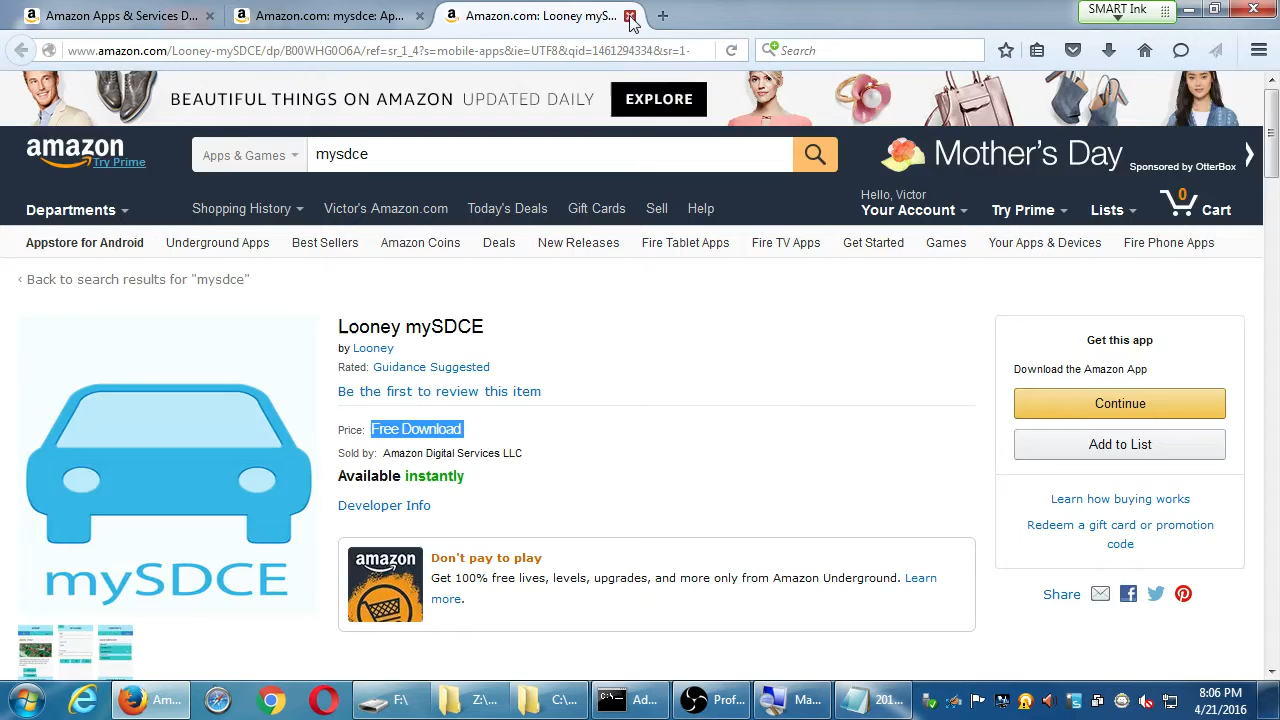 Amazon Apps & Services D...
Amazon.com: mysdce: Ap...
Amazon.com: Looney myS...
SMART Ink
www.amazon.com/Looney-mySDCE/dp/B00WHG0O6A/ref=sr_1_4?s=mobile-apps&ie=UTF8&qid=1461294334&sr=1-
Search
BEAUTIFUL THINGS ON AMAZON UPDATED DAILY EXPLORE
amazon
Try Prime
Apps & Games
mysdce
Mother's Day
Sponsored by OtterBox
Departments
Shopping History
Victor's Amazon.com
Today's Deals
Gift Cards
Sell
Help
Hello, Victor
Your Account
Try Prime
Lists
0
Cart
Appstore for Android
Underground Apps
Best Sellers
Amazon Coins
Deals
New Releases
Fire Tablet Apps
Fire TV Apps
Get Started
Games
Your Apps & Devices
Fire Phone Apps
‹ Back to search results for "mysdce"
mySDCE
Looney mySDCE
by Looney
Rated: Guidance Suggested
Be the first to review this item
Price: Free Download
Sold by: Amazon Digital Services LLC
Available instantly
Developer Info
amazon
Don't pay to play
Get 100% free lives, levels, upgrades, and more only from Amazon Underground. Learn
more.
Get this app
Download the Amazon App
Continue
Add to List
Learn how buying works
Redeem a gift card or promotion
code
Share
Am...
F:\
Z:\...
C:\...
Ad...
Prof...
Ma...
201...
8:06 PM
4/21/2016